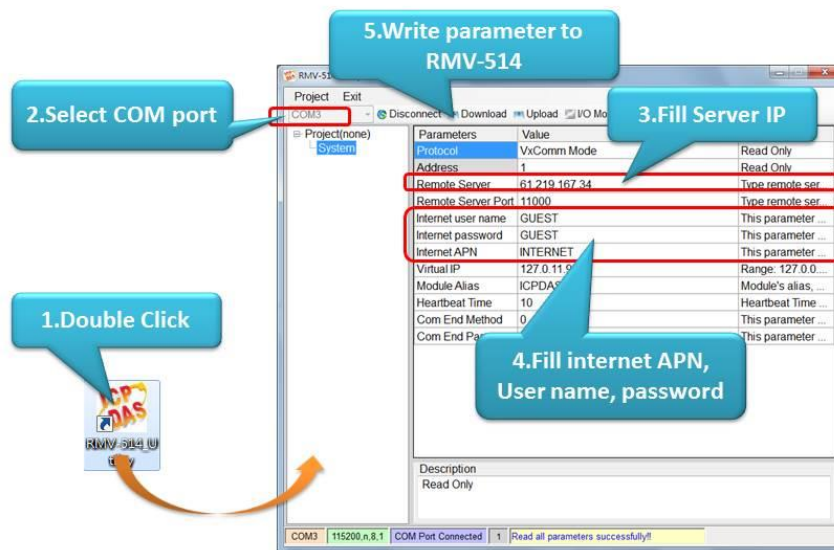 5.Write parameter to
RMV-514
2.Select COM port
3.Fill Server IP
1.Double Click
4.Fill internet APN,
User name, password
ICP
DAS
RMV-514_U
Project Exit
COM3 Disconnect Download Upload I/O
Project(none)
System
Parameters Value
Protocol VxComm Mode Read Only
Address 1 Read Only
Remote Server 61.219.167.34 Type remote ser...
Remote Server Port 11000 Type remote ser...
Internet user name GUEST This parameter ...
Internet password GUEST This parameter ...
Internet APN INTERNET This parameter ...
Virtual IP Range: 127.0.0....
Module Alias Module's alias, ...
Heartbeat Time 10 Heartbeat Time ...
Com End Method 0 This parameter ...
Com End This parameter ...
Description
Read Only
COM3 115200,n,8,1 COM Port Connected 1 Read all parameters successfully!!